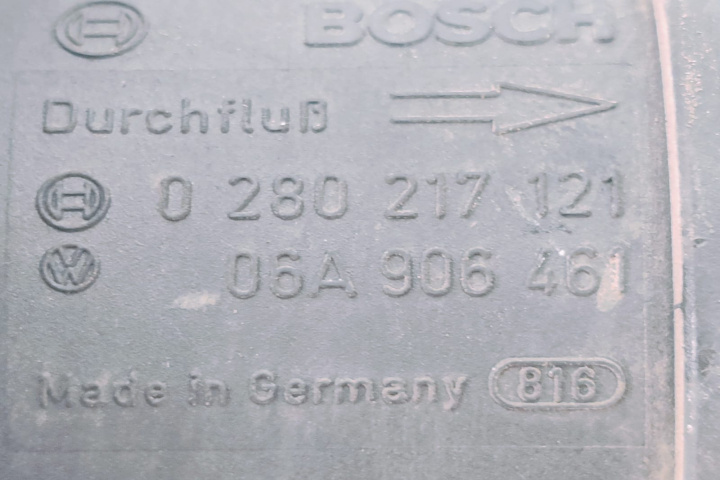 BOSCH
Durchfluß
0 280 217 121
06A 906 461
Made in Germany 816